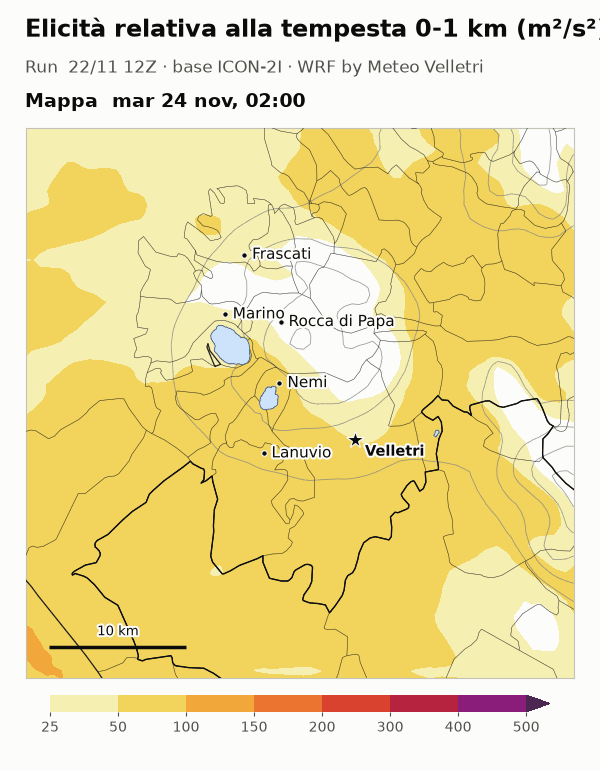 Elicità relativa alla tempesta 0-1 km (m²/s²)
Run 22/11 12Z · base ICON-2I · WRF by Meteo Velletri
Mappa mar 24 nov, 02:00
Frascati
Marino
Rocca di Papa
Nemi
Velletri
Lanuvio
10 km
25 50 100 150 200 300 400 500